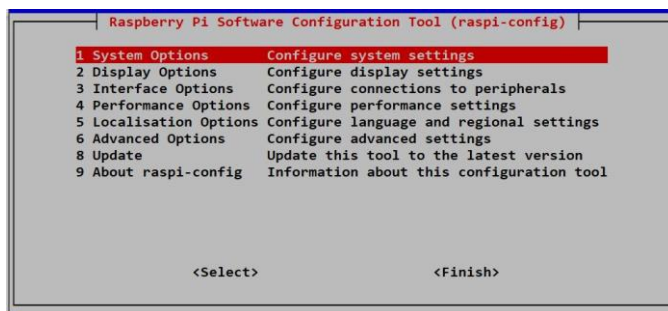 Raspberry Pi Software Configuration Tool (raspi-config)
1 System Options Configure system settings
2 Display Options Configure display settings
3 Interface Options Configure connections to peripherals
4 Performance Options Configure performance settings
5 Localisation Options Configure language and regional settings
6 Advanced Options Configure advanced settings
8 Update Update this tool to the latest version
9 About raspi-config Information about this configuration tool
<Select> <Finish>